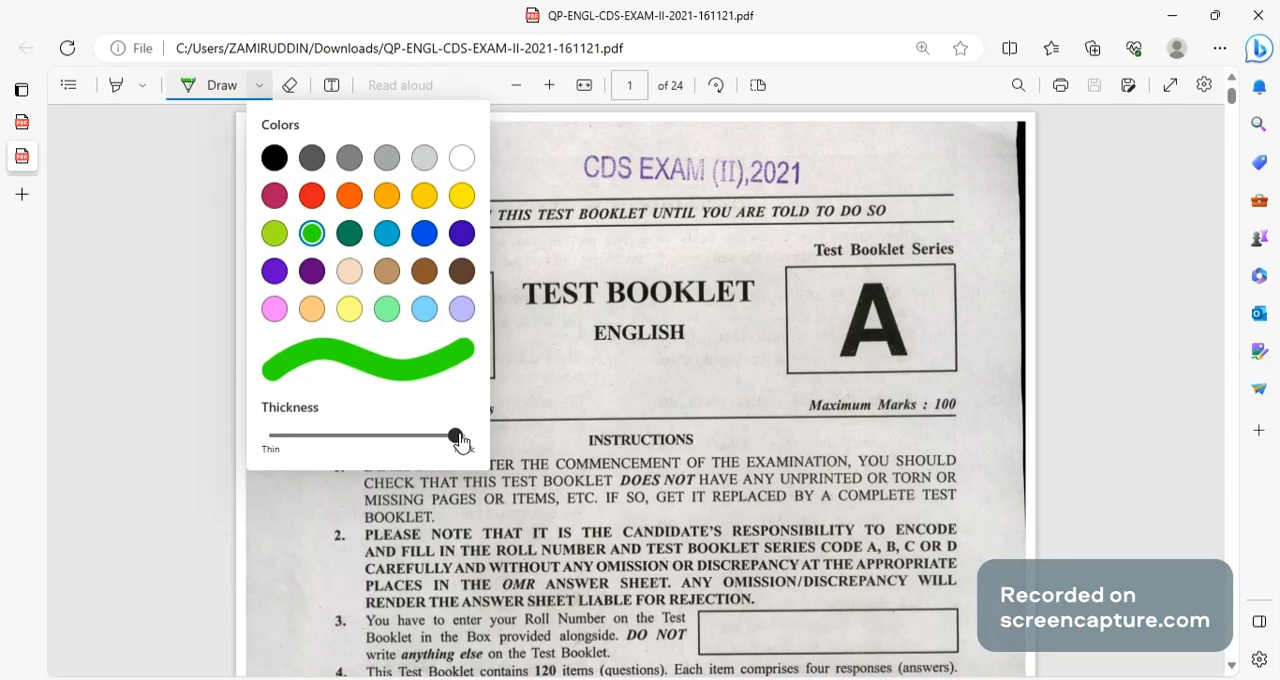 QP-ENGL-CDS-EXAM-II-2021-161121.pdf
File
C:/Users/ZAMIRUDDIN/Downloads/QP-ENGL-CDS-EXAM-II-2021-161121.pdf
Draw
Read aloud
1 of 24
Colors
Thickness
Thin
CDS EXAM (II),2021
THIS TEST BOOKLET UNTIL YOU ARE TOLD TO DO SO
Test Booklet Series
TEST BOOKLET
A
ENGLISH
Maximum Marks : 100
INSTRUCTIONS
THE COMMENCEMENT OF THE EXAMINATION, YOU SHOULD
CHECK THAT THIS TEST BOOKLET DOES NOT HAVE ANY UNPRINTED OR TORN OR
MISSING PAGES OR ITEMS, ETC. IF SO, GET IT REPLACED BY A COMPLETE TEST
BOOKLET.
2. PLEASE NOTE THAT IT IS THE CANDIDATE'S RESPONSIBILITY TO ENCODE
AND FILL IN THE ROLL NUMBER AND TEST BOOKLET SERIES CODE A, B, C OR D
CAREFULLY AND WITHOUT ANY OMISSION OR DISCREPANCY AT THE APPROPRIATE
PLACES IN THE OMR ANSWER SHEET. ANY OMISSION/DISCREPANCY WILL
RENDER THE ANSWER SHEET LIABLE FOR REJECTION.
3. You have to enter your Roll Number on the Test
Booklet in the Box provided alongside. DO NOT
write anything else on the Test Booklet.
4. This Test Booklet contains 120 items (questions). Each item comprises four responses (answers).
Recorded on
screencapture.com